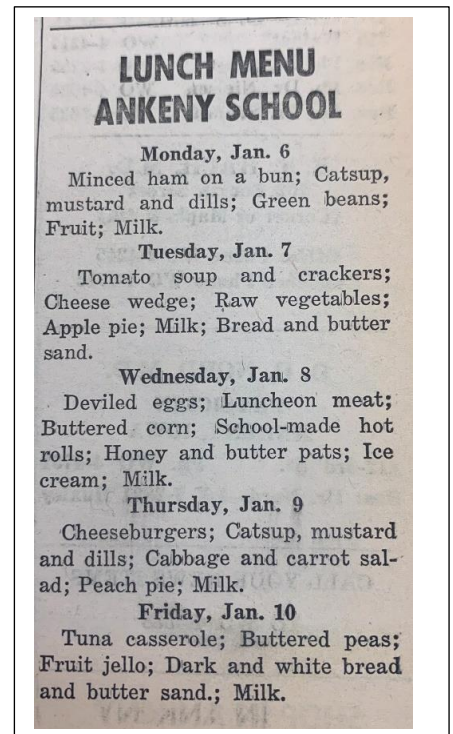 LUNCH MENU
ANKENY SCHOOL
Monday, Jan. 6
Minced ham on a bun; Catsup,
mustard and dills; Green beans;
Fruit; Milk.
Tuesday, Jan. 7
Tomato soup and crackers;
Cheese wedge; Raw vegetables;
Apple pie; Milk; Bread and butter
sand.
Wednesday, Jan. 8
Deviled eggs; Luncheon meat;
Buttered corn; School-made hot
rolls; Honey and butter pats; Ice
cream; Milk.
Thursday, Jan. 9
Cheeseburgers; Catsup, mustard
and dills; Cabbage and carrot sal-
ad; Peach pie; Milk.
Friday, Jan. 10
Tuna casserole; Buttered peas;
Fruit jello; Dark and white bread
and butter sand.; Milk.